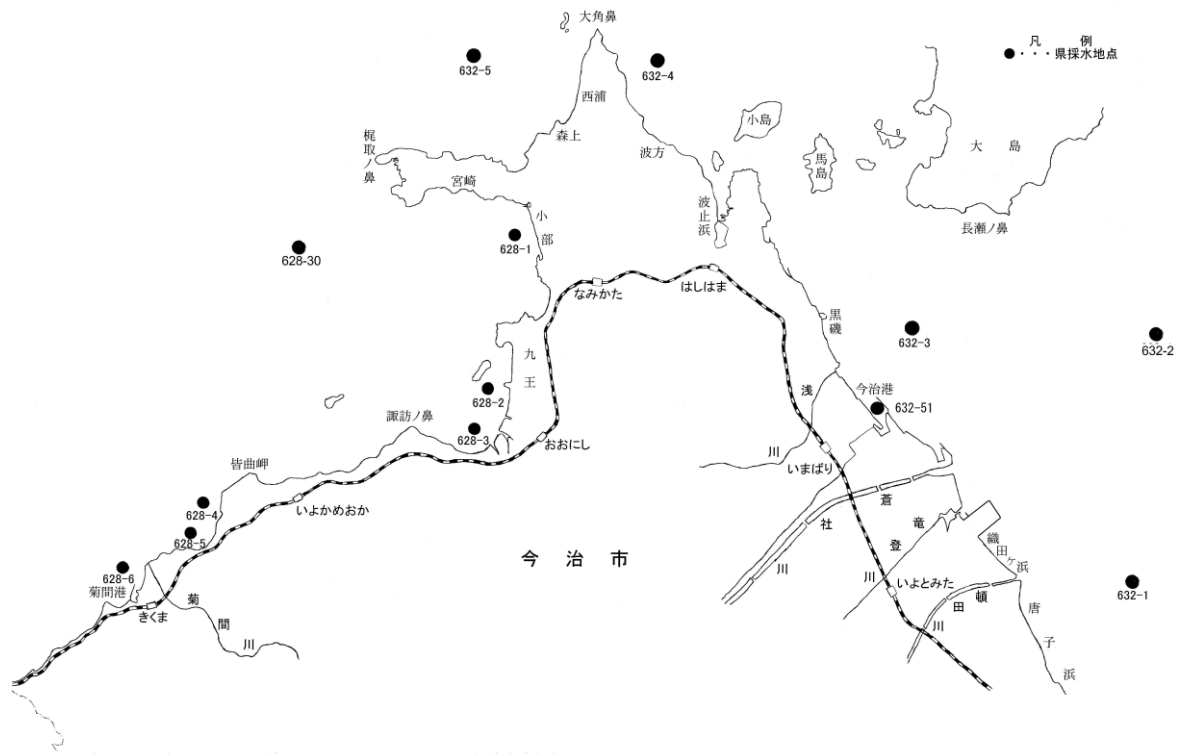 大角鼻
凡例
●・・・県採水地点
632-5
632-4
西浦
小島
森上
大島
梶取ノ鼻
波方
馬島
宮崎
波止浜
小部
長瀬ノ鼻
628-1
628-30
なみかた
はしはま
黒磯
632-3
632-2
九王
浅川
今治港
628-2
632-51
諏訪ノ鼻
628-3
おおにし
いまばり
皆曲岬
いよかめおか
蒼社川
628-4
竜登川
628-5
今治市
織田ヶ浜
628-6
いよとみた
632-1
菊間港
頓田川
きくま
唐子浜
菊間川